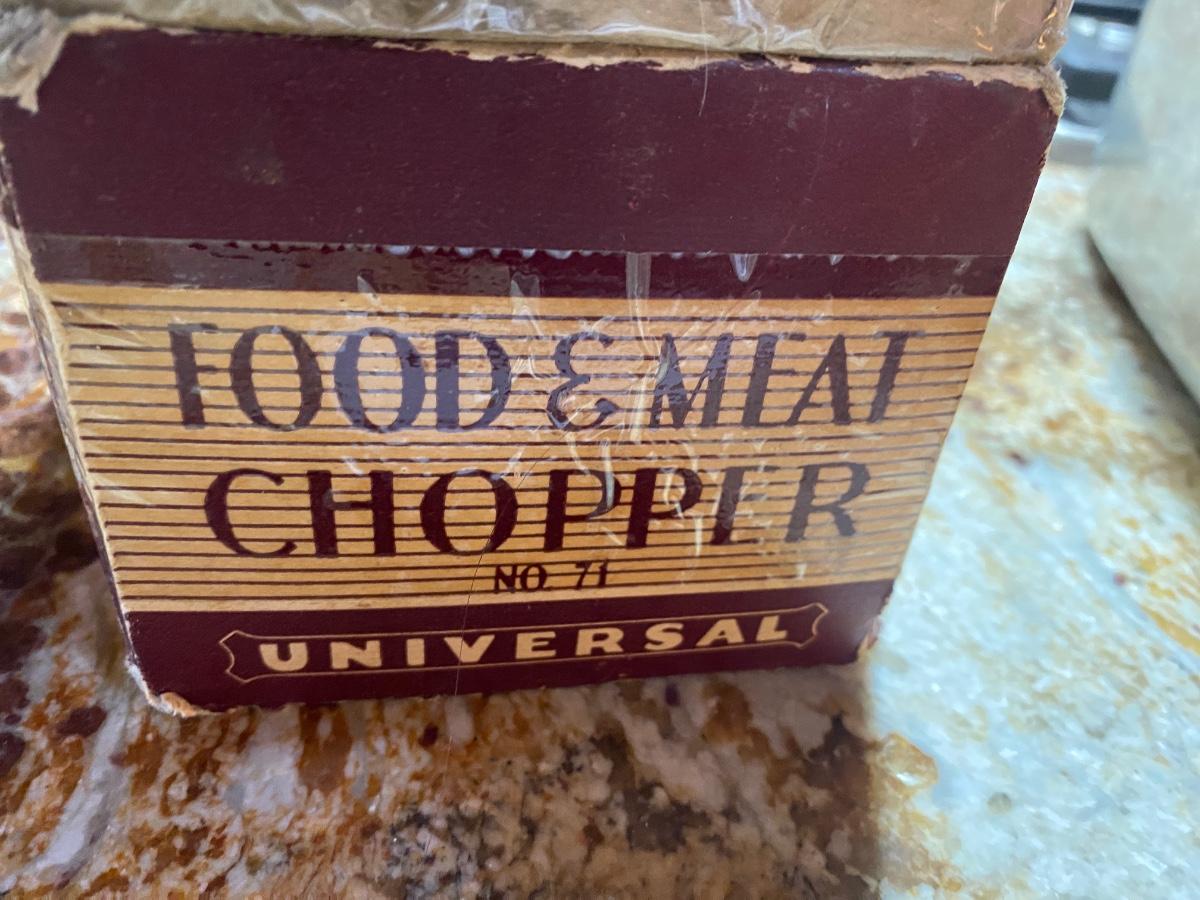 FOOD & MEAT
CHOPPER
NO. 71
UNIVERSAL